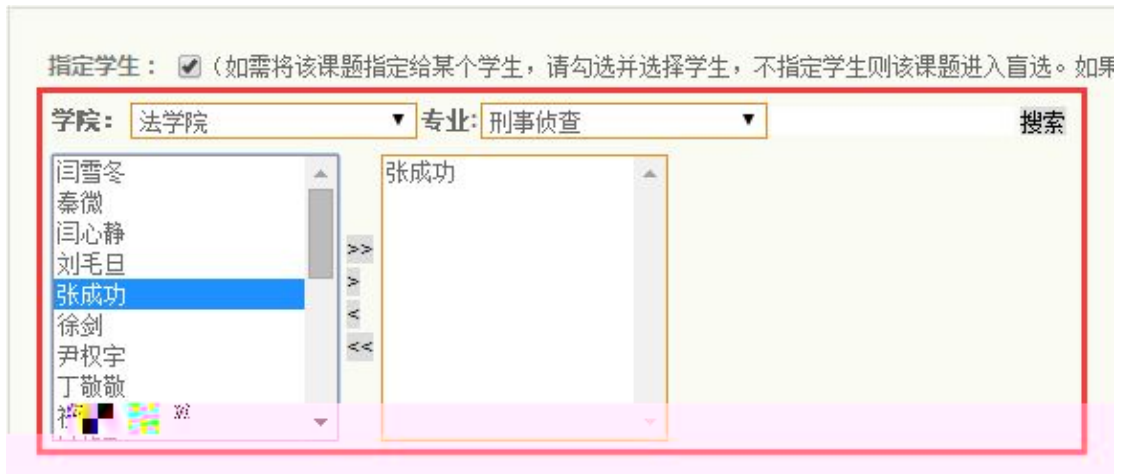 指定学生：（如需将该课题指定给某个学生，请勾选并选择学生，不指定学生则该课题进入盲选。如果
学院： 法学院 专业: 刑事侦查 搜索
闫雪冬
秦微
闫心静
刘毛旦
张成功
徐剑
尹权宇
丁敬敬
>>
>
<
<<
张成功